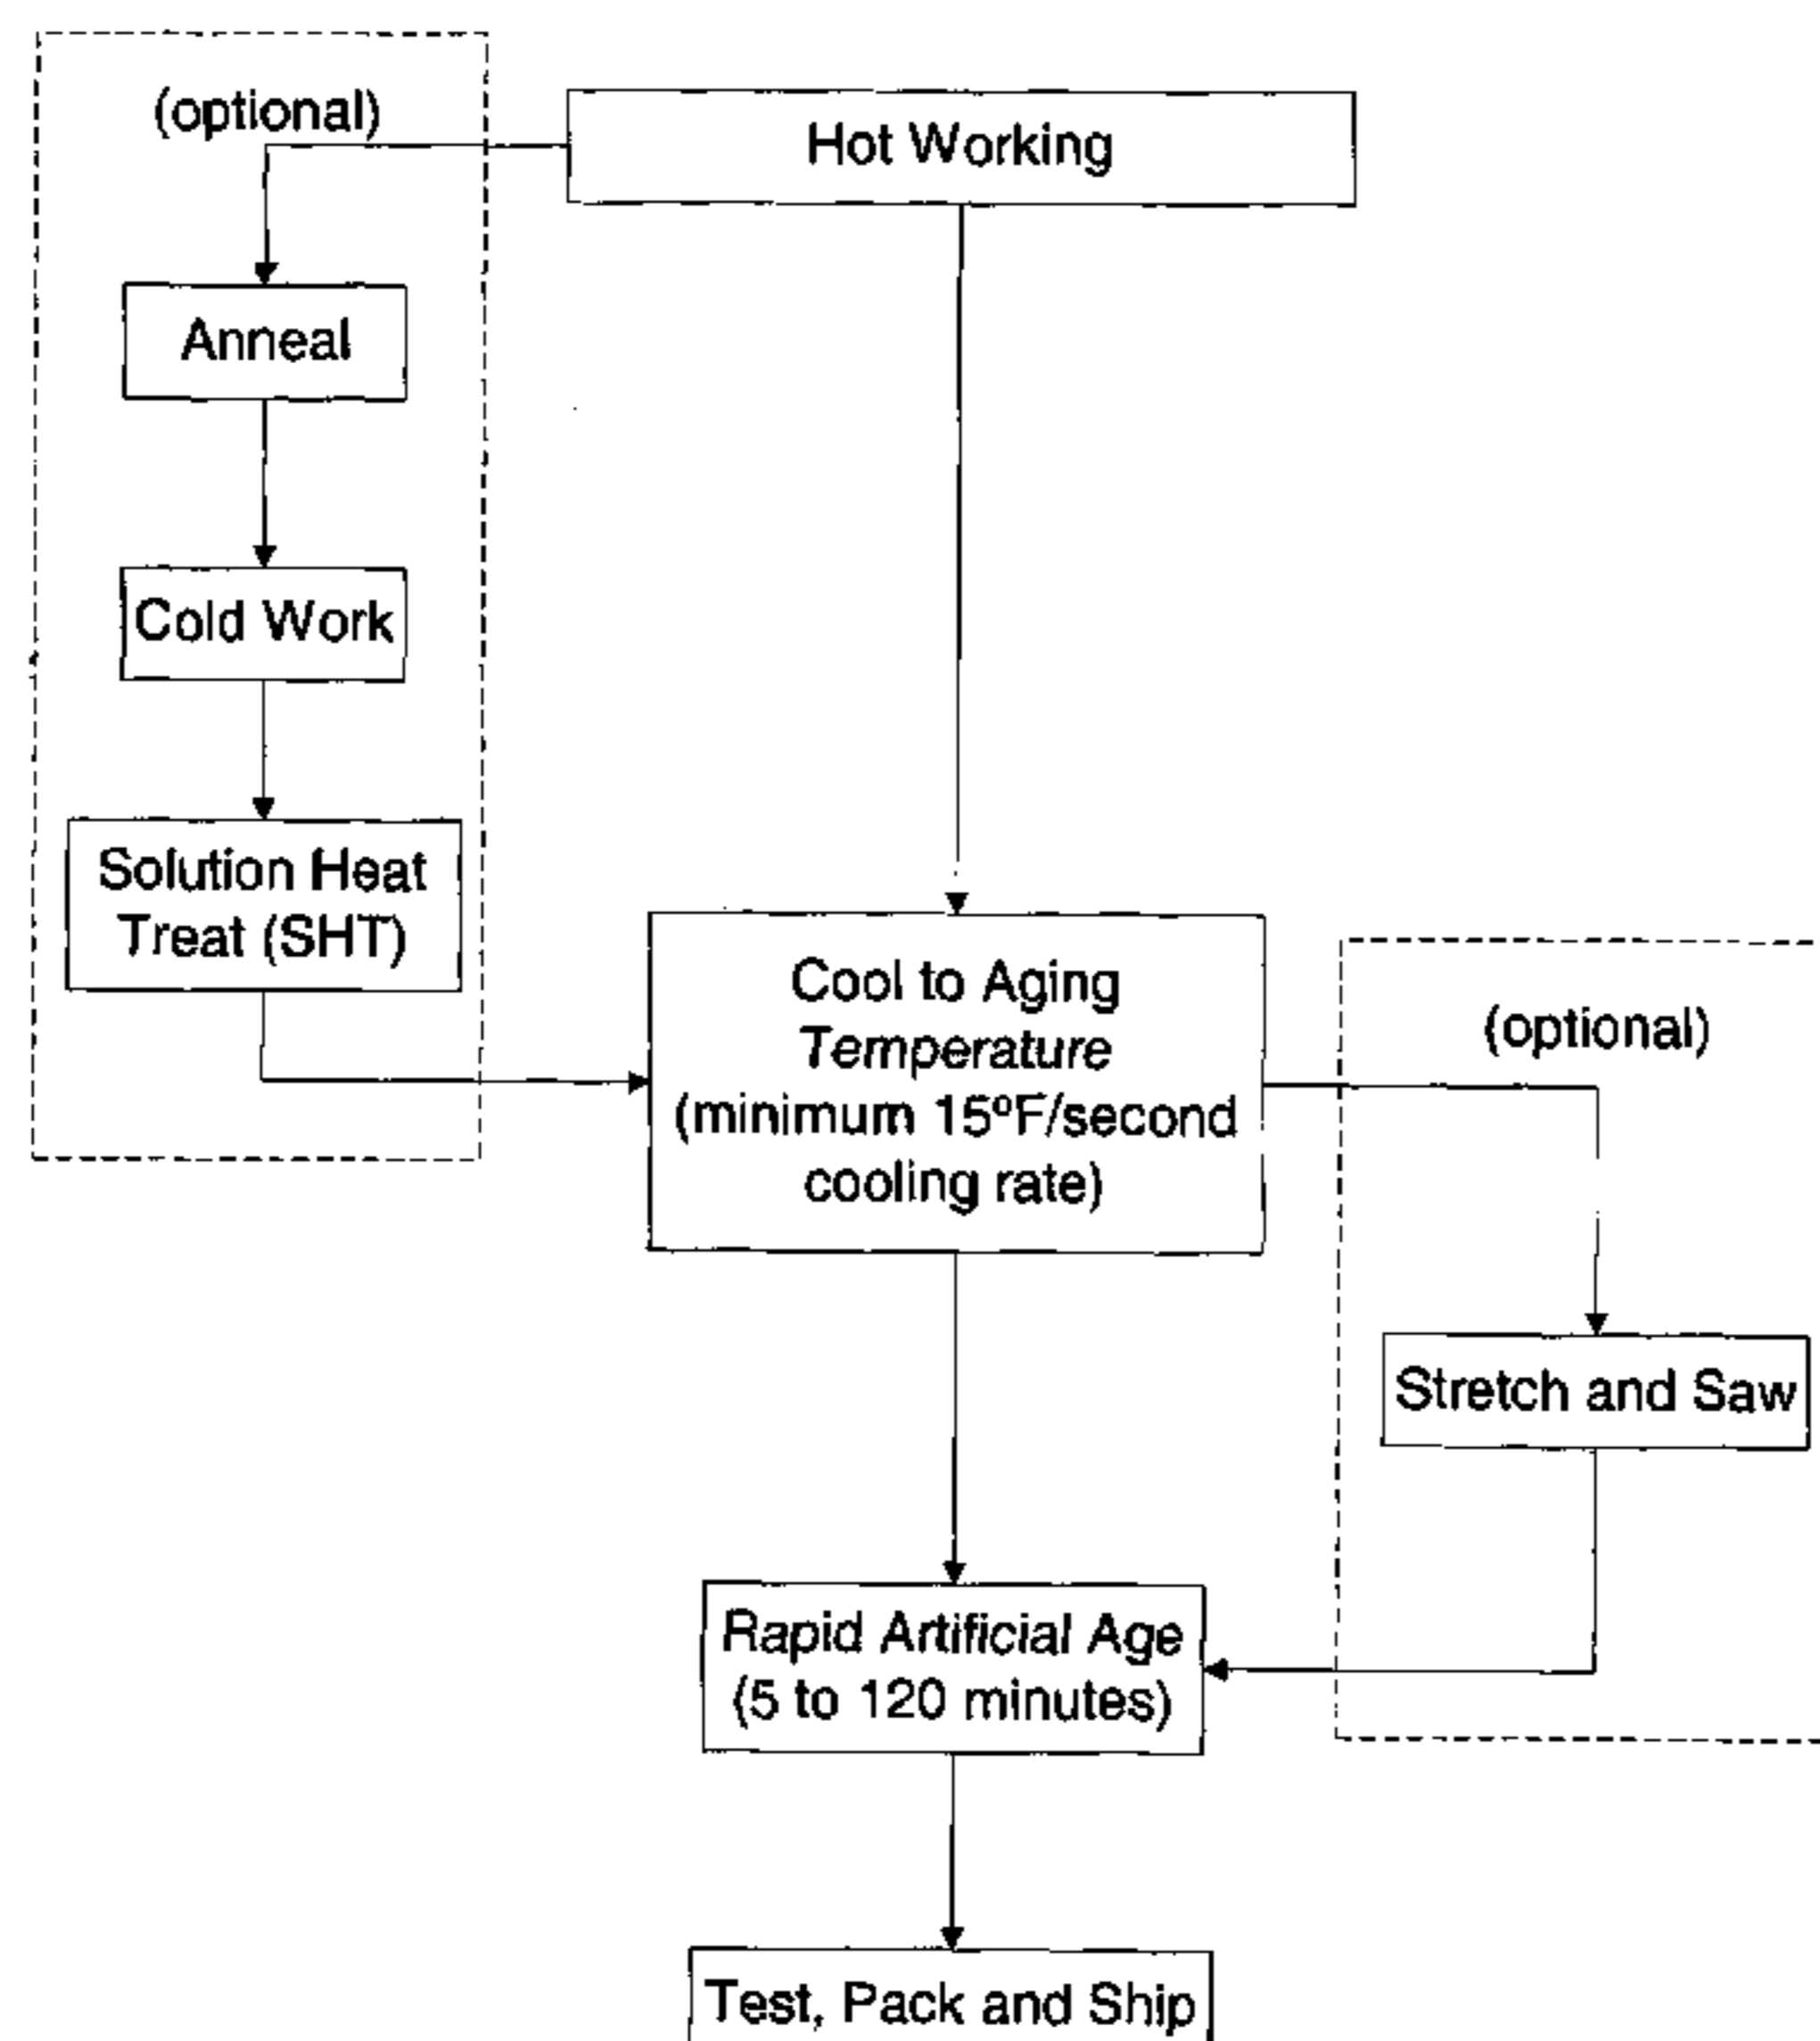 (optional)
Hot Working
Anneal
Cold Work
Solution Heat
Treat (SHT)
Cool to Aging
Temperature
(minimum 15ºF/second
cooling rate)
(optional)
Stretch and Saw
Rapid Artificial Age
(5 to 120 minutes)
Test, Pack and Ship